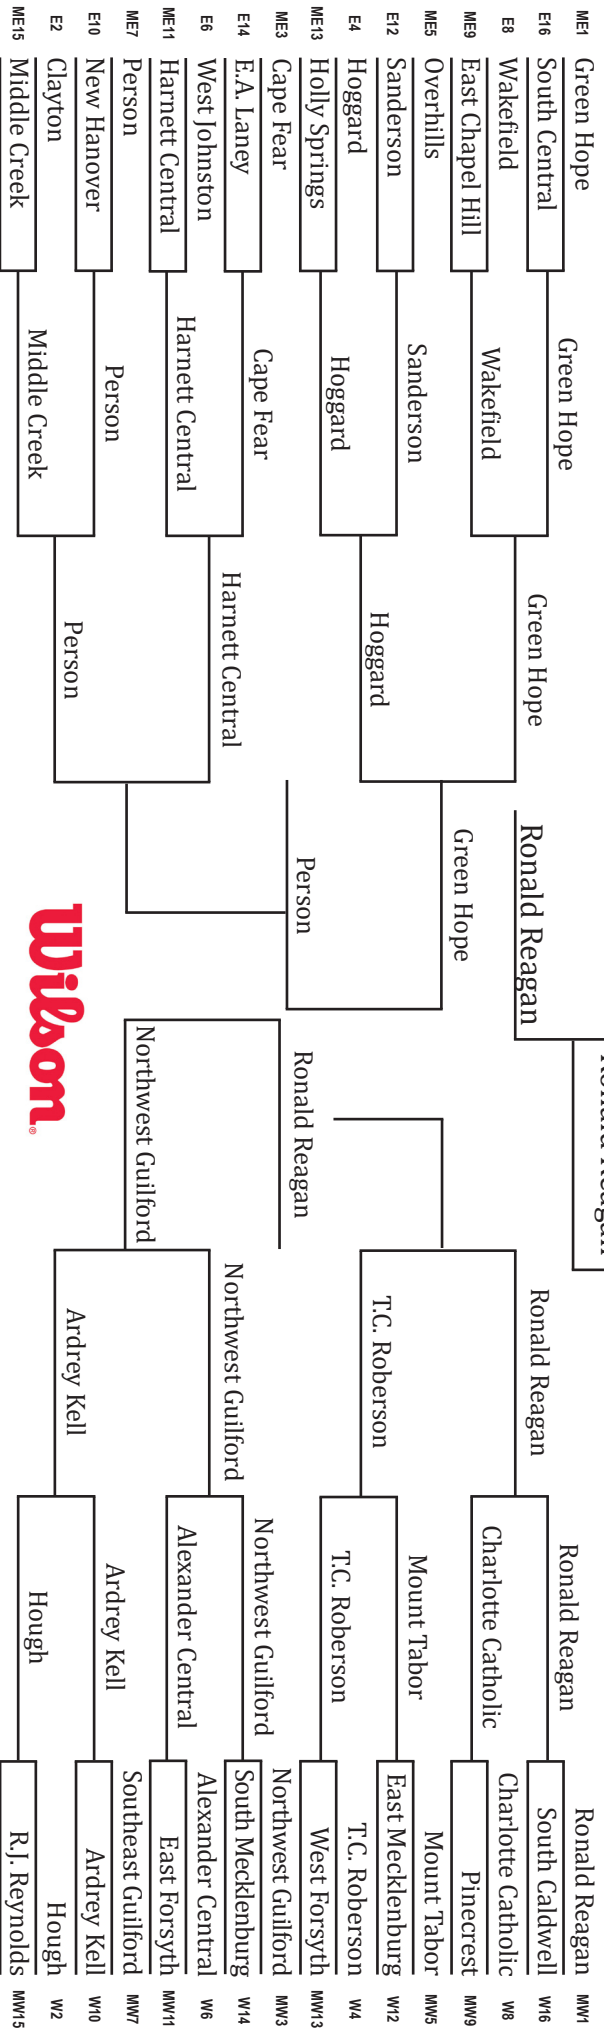 ME1 Green Hope
E16 South Central
E8 Wakefield
ME9 East Chapel Hill
ME5 Overhills
E12 Sanderson
E4 Hoggard
ME13 Holly Springs
ME3 Cape Fear
E14 E.A. Laney
E6 West Johnston
ME11 Harnett Central
ME7 Person
E10 New Hanover
E2 Clayton
ME15 Middle Creek
Green Hope
Wakefield
Sanderson
Hoggard
Cape Fear
Harnett Central
Person
Middle Creek
Green Hope
Hoggard
Harnett Central
Person
Green Hope
Person
Ronald Reagan
Ronald Reagan
Wilson®
Ronald Reagan
Northwest Guilford
Ronald Reagan
T.C. Roberson
Northwest Guilford
Ardrey Kell
Ronald Reagan
Charlotte Catholic
Mount Tabor
T.C. Roberson
Northwest Guilford
Alexander Central
Ardrey Kell
Hough
Ronald Reagan MW1
South Caldwell W16
Charlotte Catholic W8
Pinecrest MW9
Mount Tabor MW5
East Mecklenburg W12
T.C. Roberson W4
West Forsyth MW13
Northwest Guilford MW3
South Mecklenburg W14
Alexander Central W6
East Forsyth MW11
Southeast Guilford MW7
Ardrey Kell W10
Hough W2
R.J. Reynolds MW15